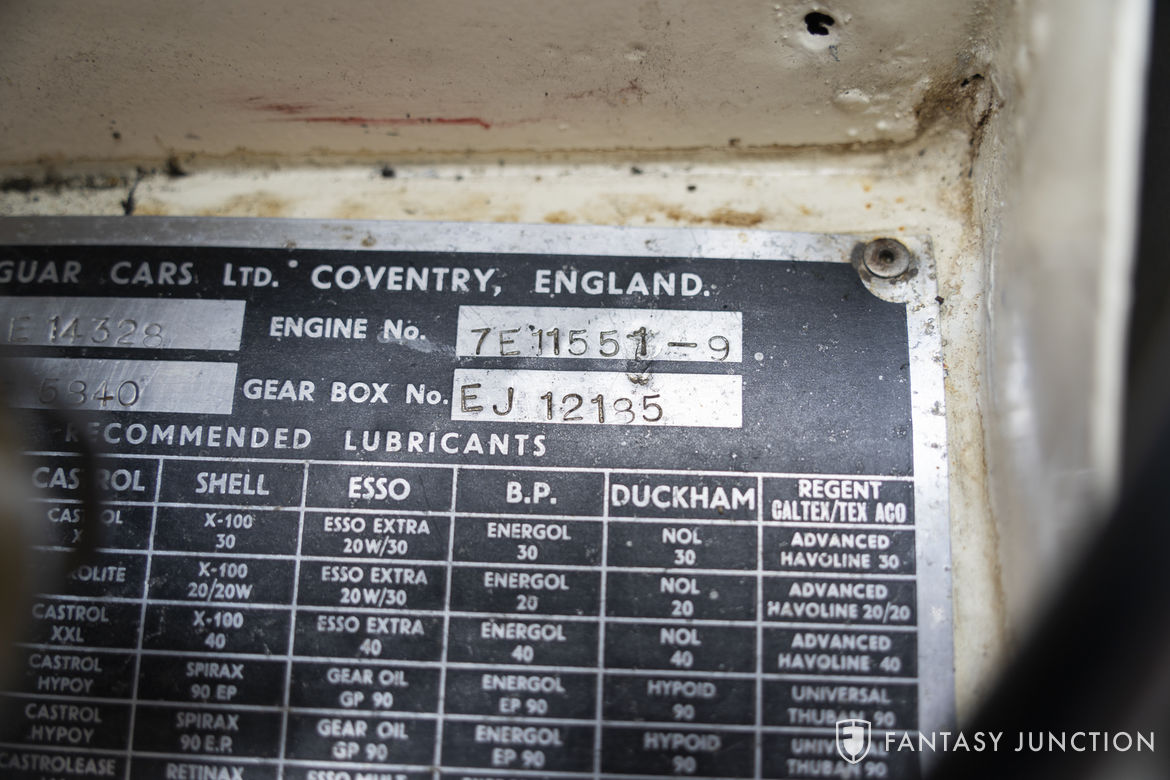 GUAR CARS LTD. COVENTRY, ENGLAND.
E 14328 ENGINE No. 7E11551-9
5840 GEAR BOX No. EJ 12185
RECOMMENDED LUBRICANTS
CASTROL SHELL ESSO B.P. DUCKHAM REGENT
CALTEX/TEX ACO
CASTROL X-100 ESSO EXTRA ENERGOL NOL ADVANCED
30 20W/30 30 30 HAVOLINE 30
X-100 ESSO EXTRA ENERGOL NOL ADVANCED
20/20W 20W/30 20 20 HAVOLINE 20/20
CASTROL X-100 ESSO EXTRA ENERGOL NOL ADVANCED
XXL 40 40 40 40 HAVOLINE 40
CASTROL SPIRAX GEAR OIL ENERGOL HYPOID UNIVERSAL
HYPOY 90 EP GP 90 EP 90 90 THUBAN 90
CASTROL SPIRAX GEAR OIL ENERGOL HYPOID
HYPOY 90 E.P. GP 90 EP 90 90 THUBAN 90
CASTROLEASE RETINAX
FANTASY JUNCTION